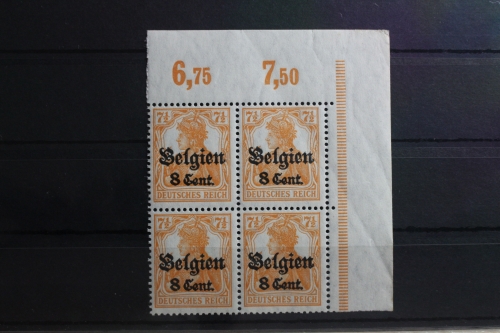 6,75 7,50
7½ 7½ 7½ 7½
Belgien Belgien
8 Cent. 8 Cent.
DEUTSCHES REICH DEUTSCHES REICH
7½ 7½ 7½ 7½
Belgien Belgien
8 Cent. 8 Cent.
DEUTSCHES REICH DEUTSCHES REICH